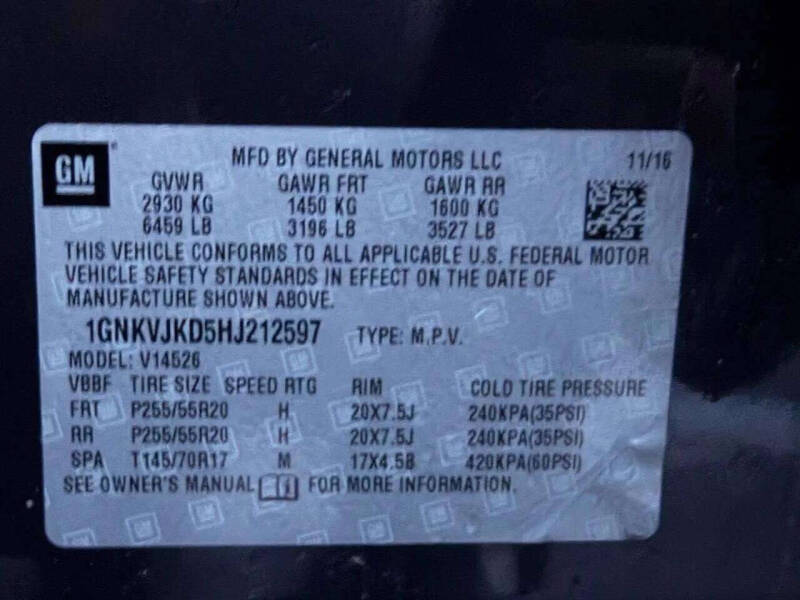 GM
MFD BY GENERAL MOTORS LLC 11/16
GVWR GAWR FRT GAWR RR
2930 KG 1450 KG 1600 KG
6459 LB 3196 LB 3527 LB
THIS VEHICLE CONFORMS TO ALL APPLICABLE U.S. FEDERAL MOTOR
VEHICLE SAFETY STANDARDS IN EFFECT ON THE DATE OF
MANUFACTURE SHOWN ABOVE.
1GNKVJKD5HJ212597 TYPE: M.P.V.
MODEL: V14526
VBBF TIRE SIZE SPEED RTG RIM COLD TIRE PRESSURE
FRT P255/55R20 H 20X7.5J 240KPA(35PSI)
RR P255/55R20 H 20X7.5J 240KPA(35PSI)
SPA T145/70R17 M 17X4.5B 420KPA(60PSI)
SEE OWNER'S MANUAL FOR MORE INFORMATION.